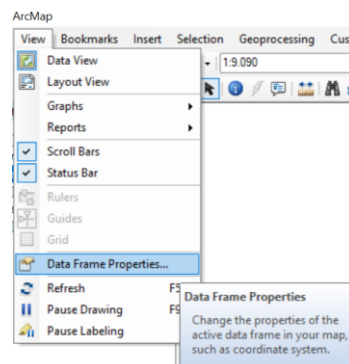 ArcMap
View Bookmarks Insert Selection Geoprocessing Cus
Data View
1:9.090
Layout View
Graphs
Reports
Scroll Bars
Status Bar
Rulers
Guides
Grid
Data Frame Properties...
Refresh F5
Pause Drawing F9
Pause Labeling
Data Frame Properties
Change the properties of the
active data frame in your map,
such as coordinate system.